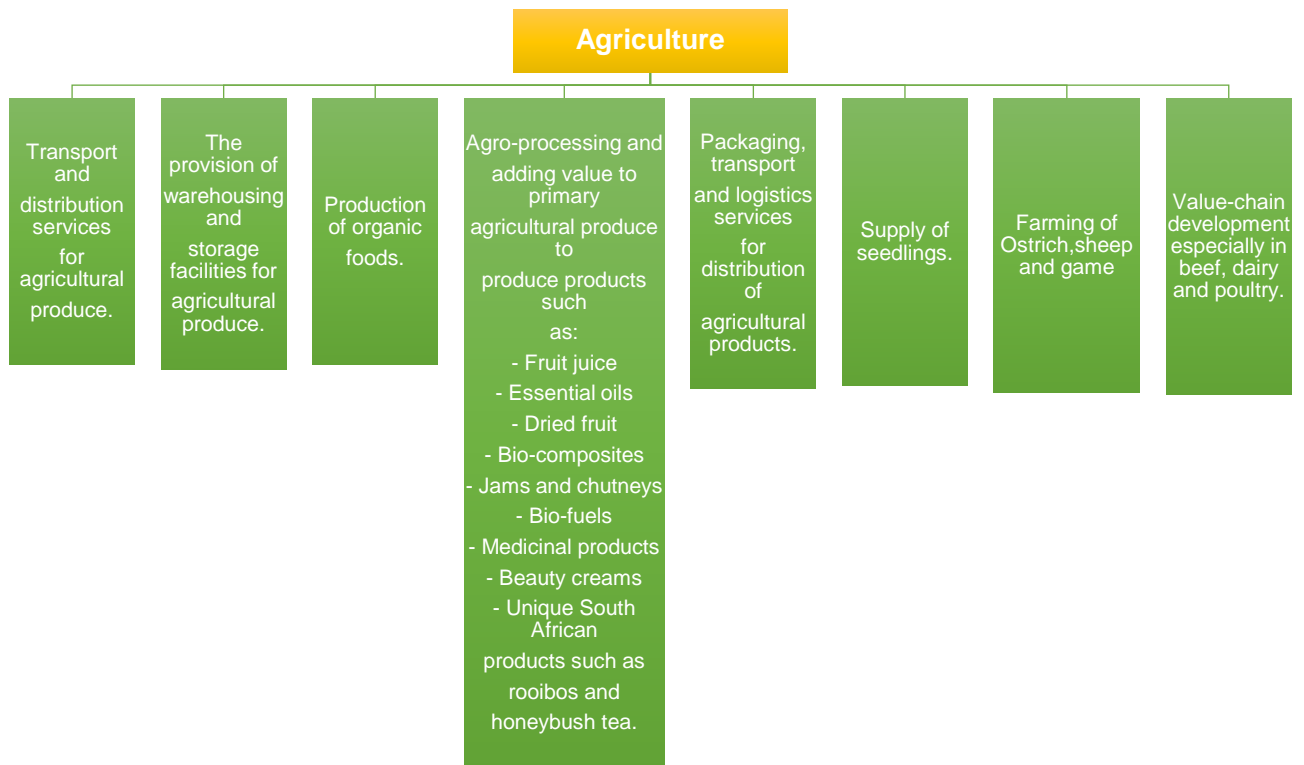 Agriculture
Transport
and
distribution
services
for
agricultural
produce.
The
provision of
warehousing
and
storage
facilities for
agricultural
produce.
Production
of organic
foods.
Agro-processing and
adding value to
primary
agricultural produce
to
produce products
such
as:
- Fruit juice
- Essential oils
- Dried fruit
- Bio-composites
- Jams and chutneys
- Bio-fuels
- Medicinal products
- Beauty creams
- Unique South
African
products such as
rooibos and
honeybush tea.
Packaging,
transport
and logistics
services
for
distribution
of
agricultural
products.
Supply of
seedlings.
Farming of
Ostrich,sheep
and game
Value-chain
development
especially in
beef, dairy
and poultry.